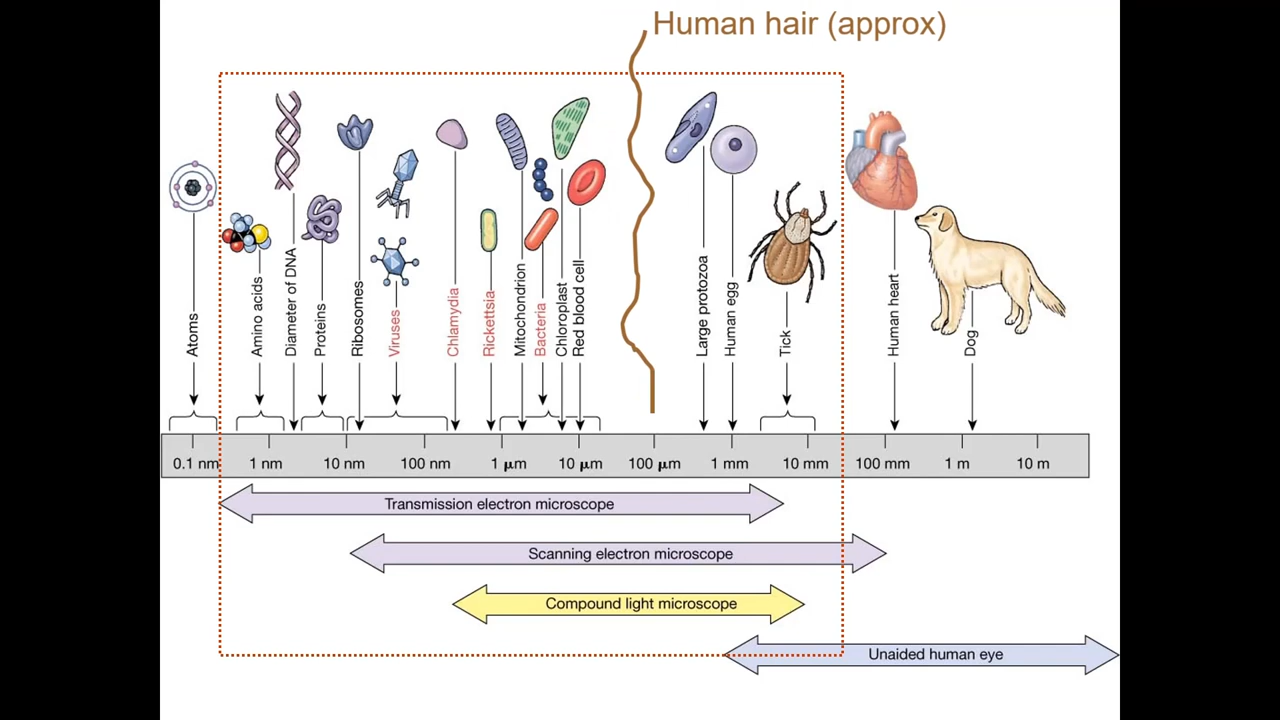 Human hair (approx)
Atoms
Amino acids
Diameter of DNA
Proteins
Ribosomes
Viruses
Chlamydia
Rickettsia
Mitochondrion
Bacteria
Chloroplast
Red blood cell
Large protozoa
Human egg
Tick
Human heart
Dog
0.1 nm 1 nm 10 nm 100 nm 1 μm 10 μm 100 μm 1 mm 10 mm 100 mm 1 m 10 m
Transmission electron microscope
Scanning electron microscope
Compound light microscope
Unaided human eye